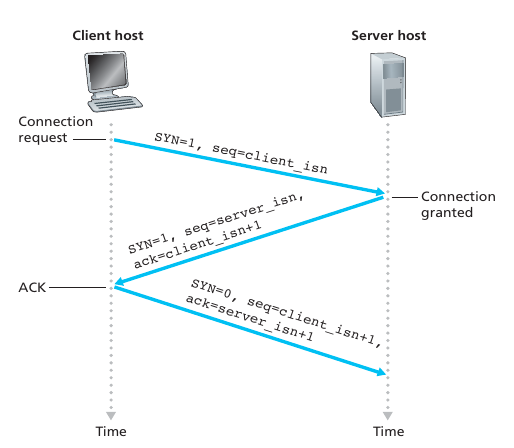 Client host
Server host
Connection
request
SYN=1, seq=client_isn
Connection
granted
SYN=1, seq=server_isn,
ack=client_isn+1
ACK
SYN=0, seq=client_isn+1,
ack=server_isn+1
Time
Time